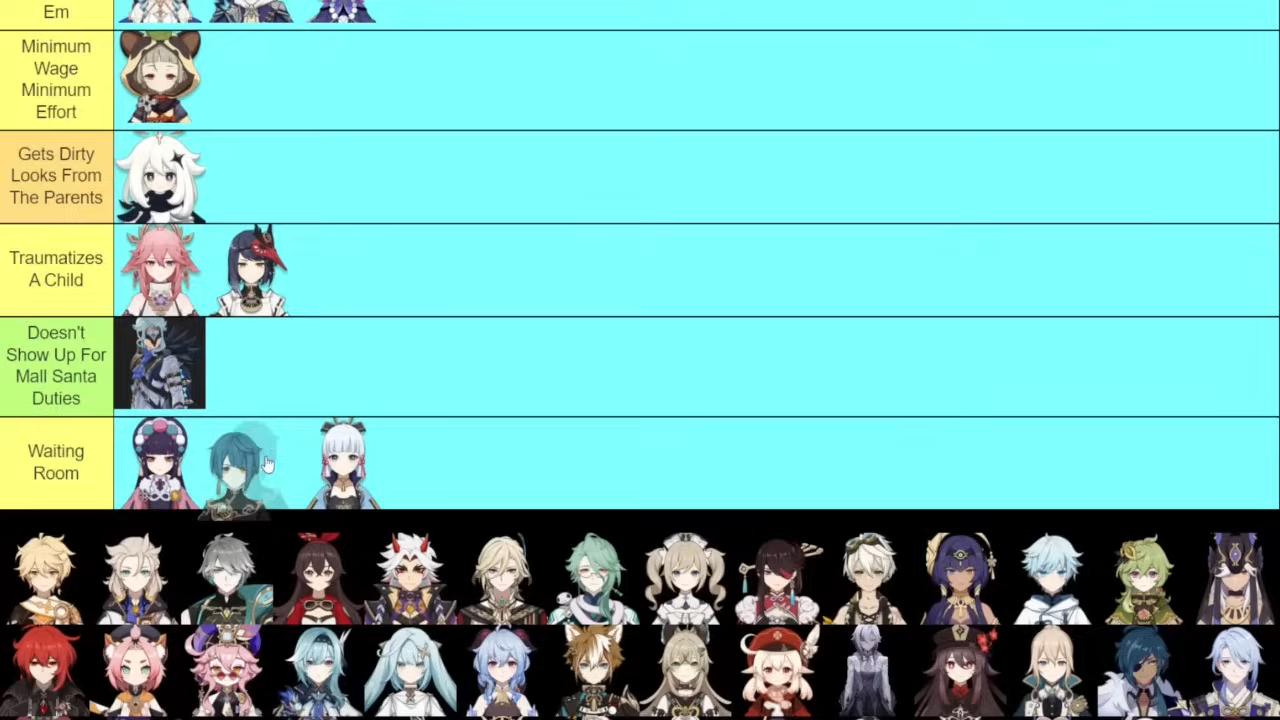 Em
Minimum
Wage
Minimum
Effort
Gets Dirty
Looks From
The Parents
Traumatizes
A Child
Doesn't
Show Up For
Mall Santa
Duties
Waiting
Room